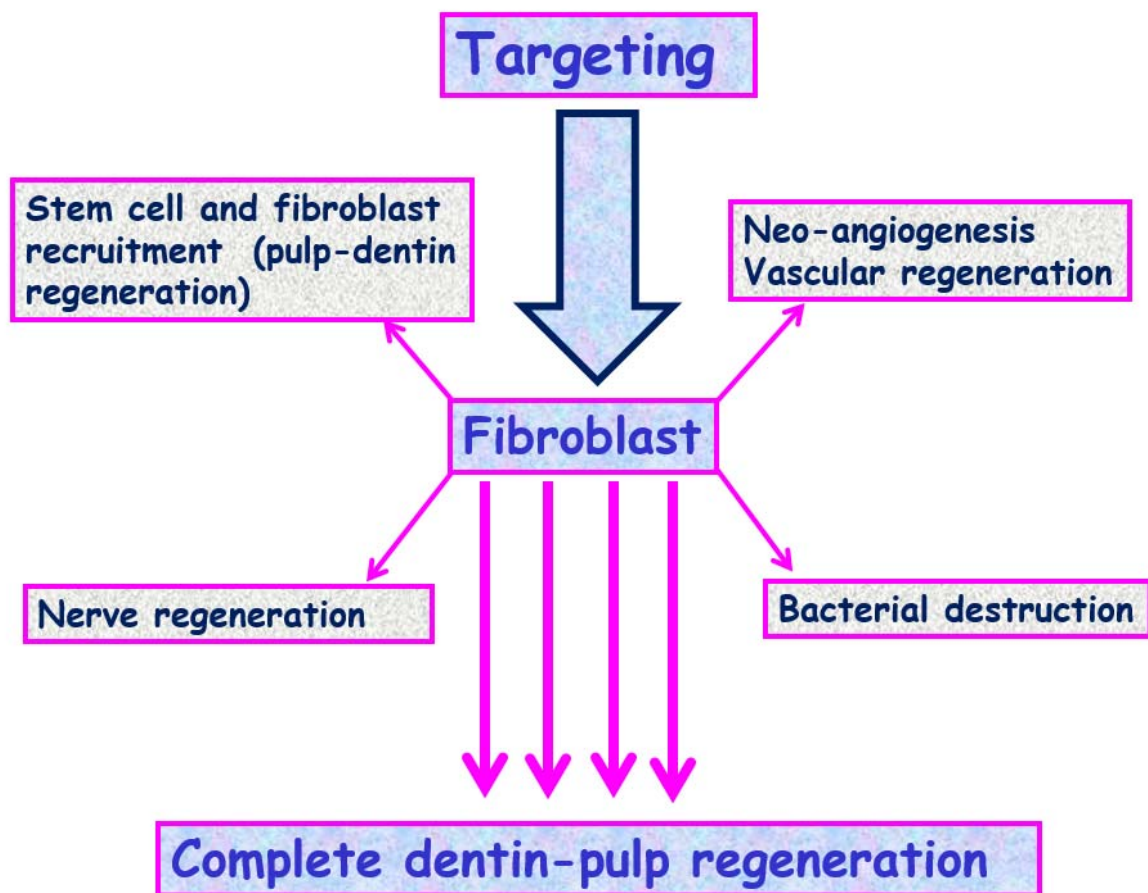 Targeting
Stem cell and fibroblast
recruitment (pulp-dentin
regeneration)
Neo-angiogenesis
Vascular regeneration
Fibroblast
Nerve regeneration
Bacterial destruction
Complete dentin-pulp regeneration